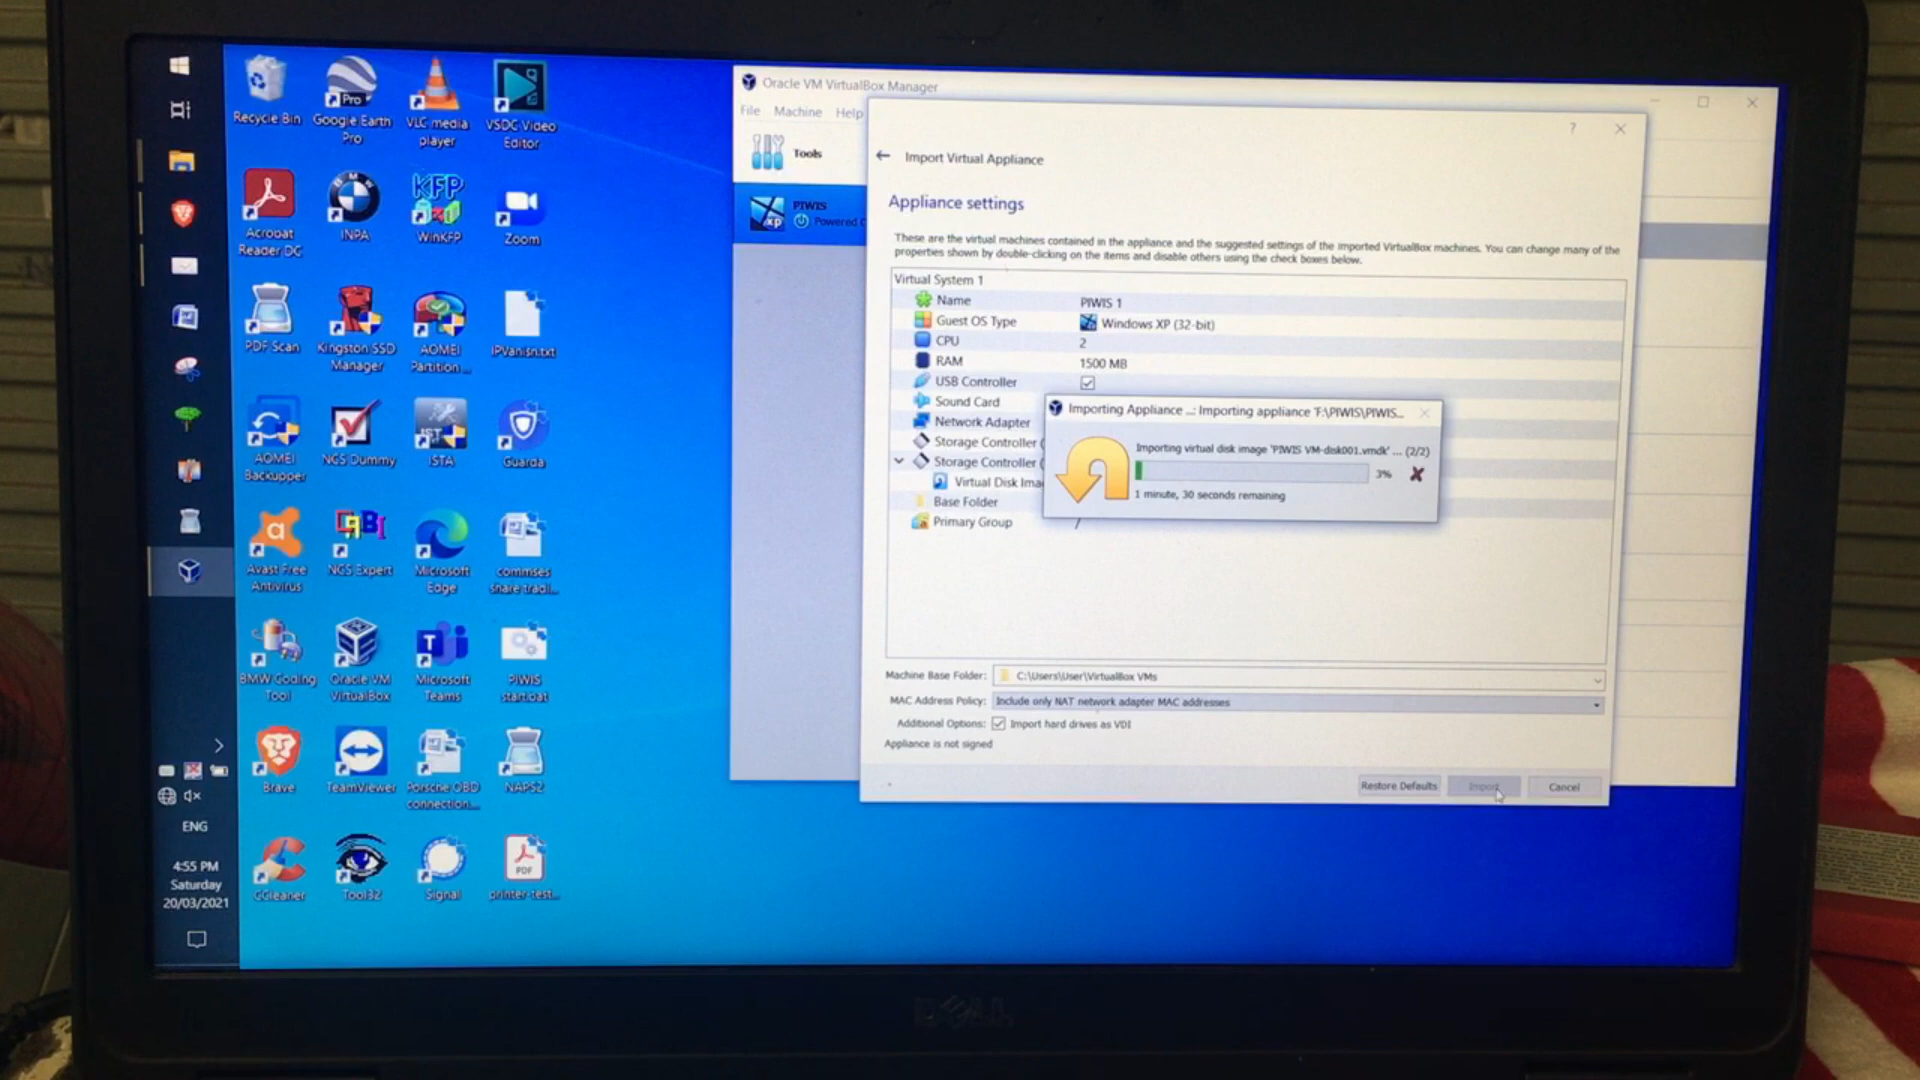 Recycle Bin
Google Earth
Pro
VLC media
player
VSDC Video
Editor
Acrobat
Reader DC
INPA
WinKFP
Zoom
PDF Scan
Kingston SSD
Manager
AOMEI
Partition ...
IPVanish.txt
AOMEI
Backupper
NCS Dummy
ISTA
Guarda
Avast Free
Antivirus
NCS Expert
Microsoft
Edge
commses
share tradi...
BMW Coding
Tool
Oracle VM
VirtualBox
Microsoft
Teams
PIWIS
start.bat
Brave
TeamViewer
Porsche OBD
connection...
NAPS2
CCleaner
Tool32
Signal
printer-test...
ENG
4:55 PM
Saturday
20/03/2021
Oracle VM VirtualBox Manager
File Machine Help
Tools
PIWIS
Powered
Import Virtual Appliance
Appliance settings
These are the virtual machines contained in the appliance and the suggested settings of the imported VirtualBox machines. You can change many of the
properties shown by double-clicking on the items and disable others using the check boxes below.
Virtual System 1
Name PIWIS 1
Guest OS Type Windows XP (32-bit)
CPU 2
RAM 1500 MB
USB Controller
Sound Card
Network Adapter
Storage Controller (
Storage Controller (
Virtual Disk Ima
Base Folder
Primary Group /
Importing Appliance ...: Importing appliance 'F:\PIWIS\PIWIS...
Importing virtual disk image 'PIWIS VM-disk001.vmdk' ... (2/2)
3%
1 minute, 30 seconds remaining
Machine Base Folder: C:\Users\User\VirtualBox VMs
MAC Address Policy: Include only NAT network adapter MAC addresses
Additional Options: Import hard drives as VDI
Appliance is not signed
Restore Defaults Import Cancel
DELL